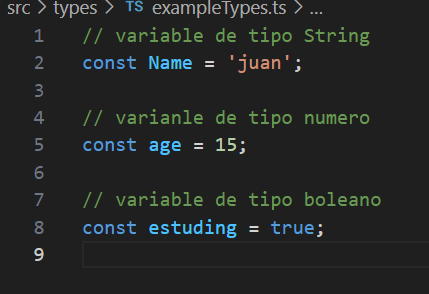 src > types > TS exampleTypes.ts > ...
1 // variable de tipo String
2 const Name = 'juan';
3
4 // varianle de tipo numero
5 const age = 15;
6
7 // variable de tipo boleano
8 const estuding = true;
9